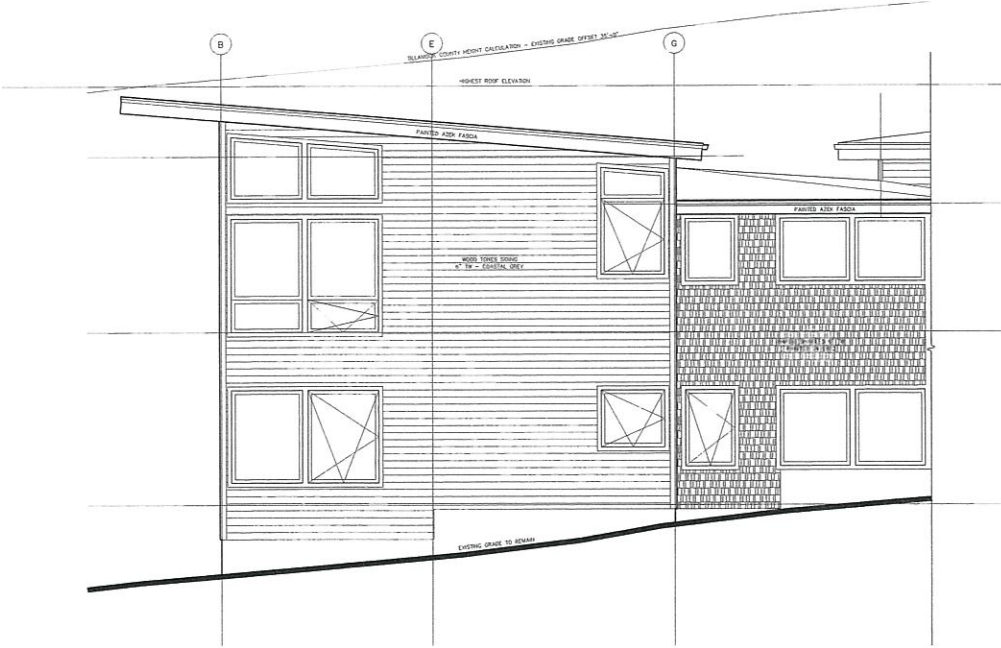 B
E
G
TILLAMOOK COUNTY HEIGHT CALCULATION - EXISTING GRADE OFFSET 35'-0"
HIGHEST ROOF ELEVATION
PAINTED AZEK FASCIA
PAINTED AZEK FASCIA
WOOD TONES SIDING
6" TW - COASTAL GREY
EXISTING GRADE TO REMAIN